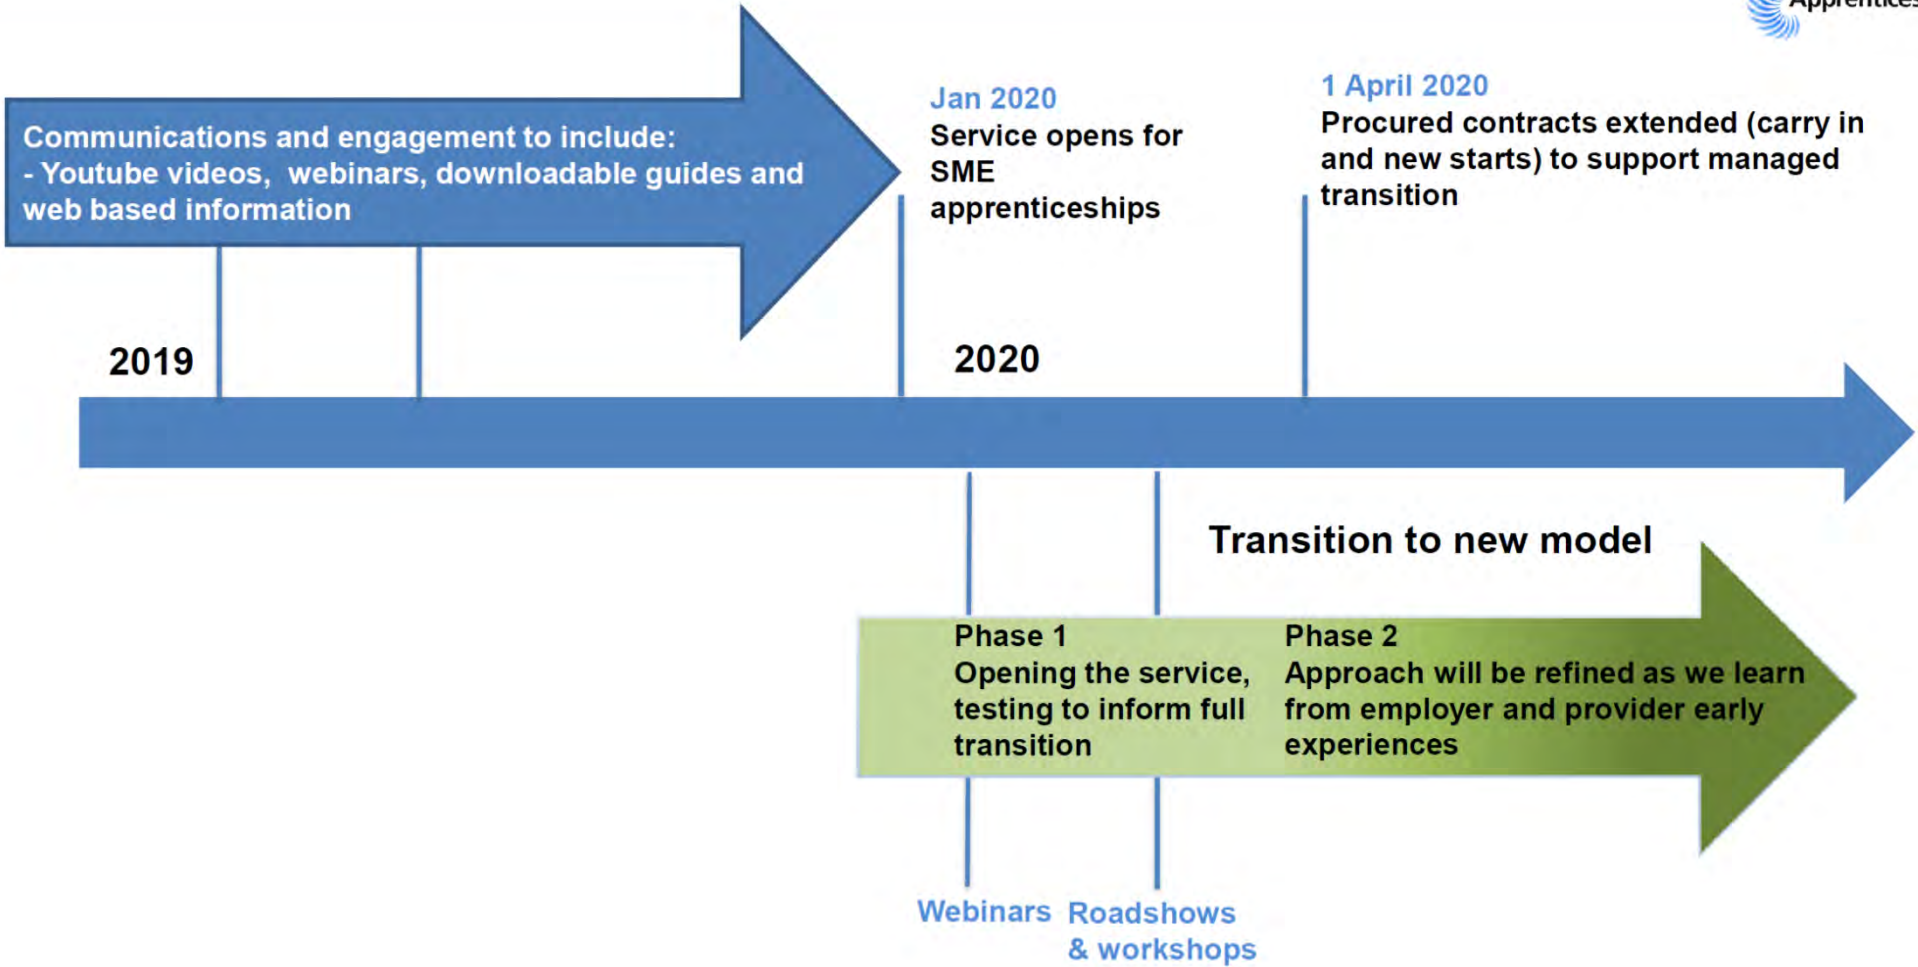 Apprentices
Communications and engagement to include:
- Youtube videos, webinars, downloadable guides and
web based information
Jan 2020
Service opens for
SME
apprenticeships
1 April 2020
Procured contracts extended (carry in
and new starts) to support managed
transition
2019
2020
Transition to new model
Phase 1
Opening the service,
testing to inform full
transition
Phase 2
Approach will be refined as we learn
from employer and provider early
experiences
Webinars
Roadshows
& workshops